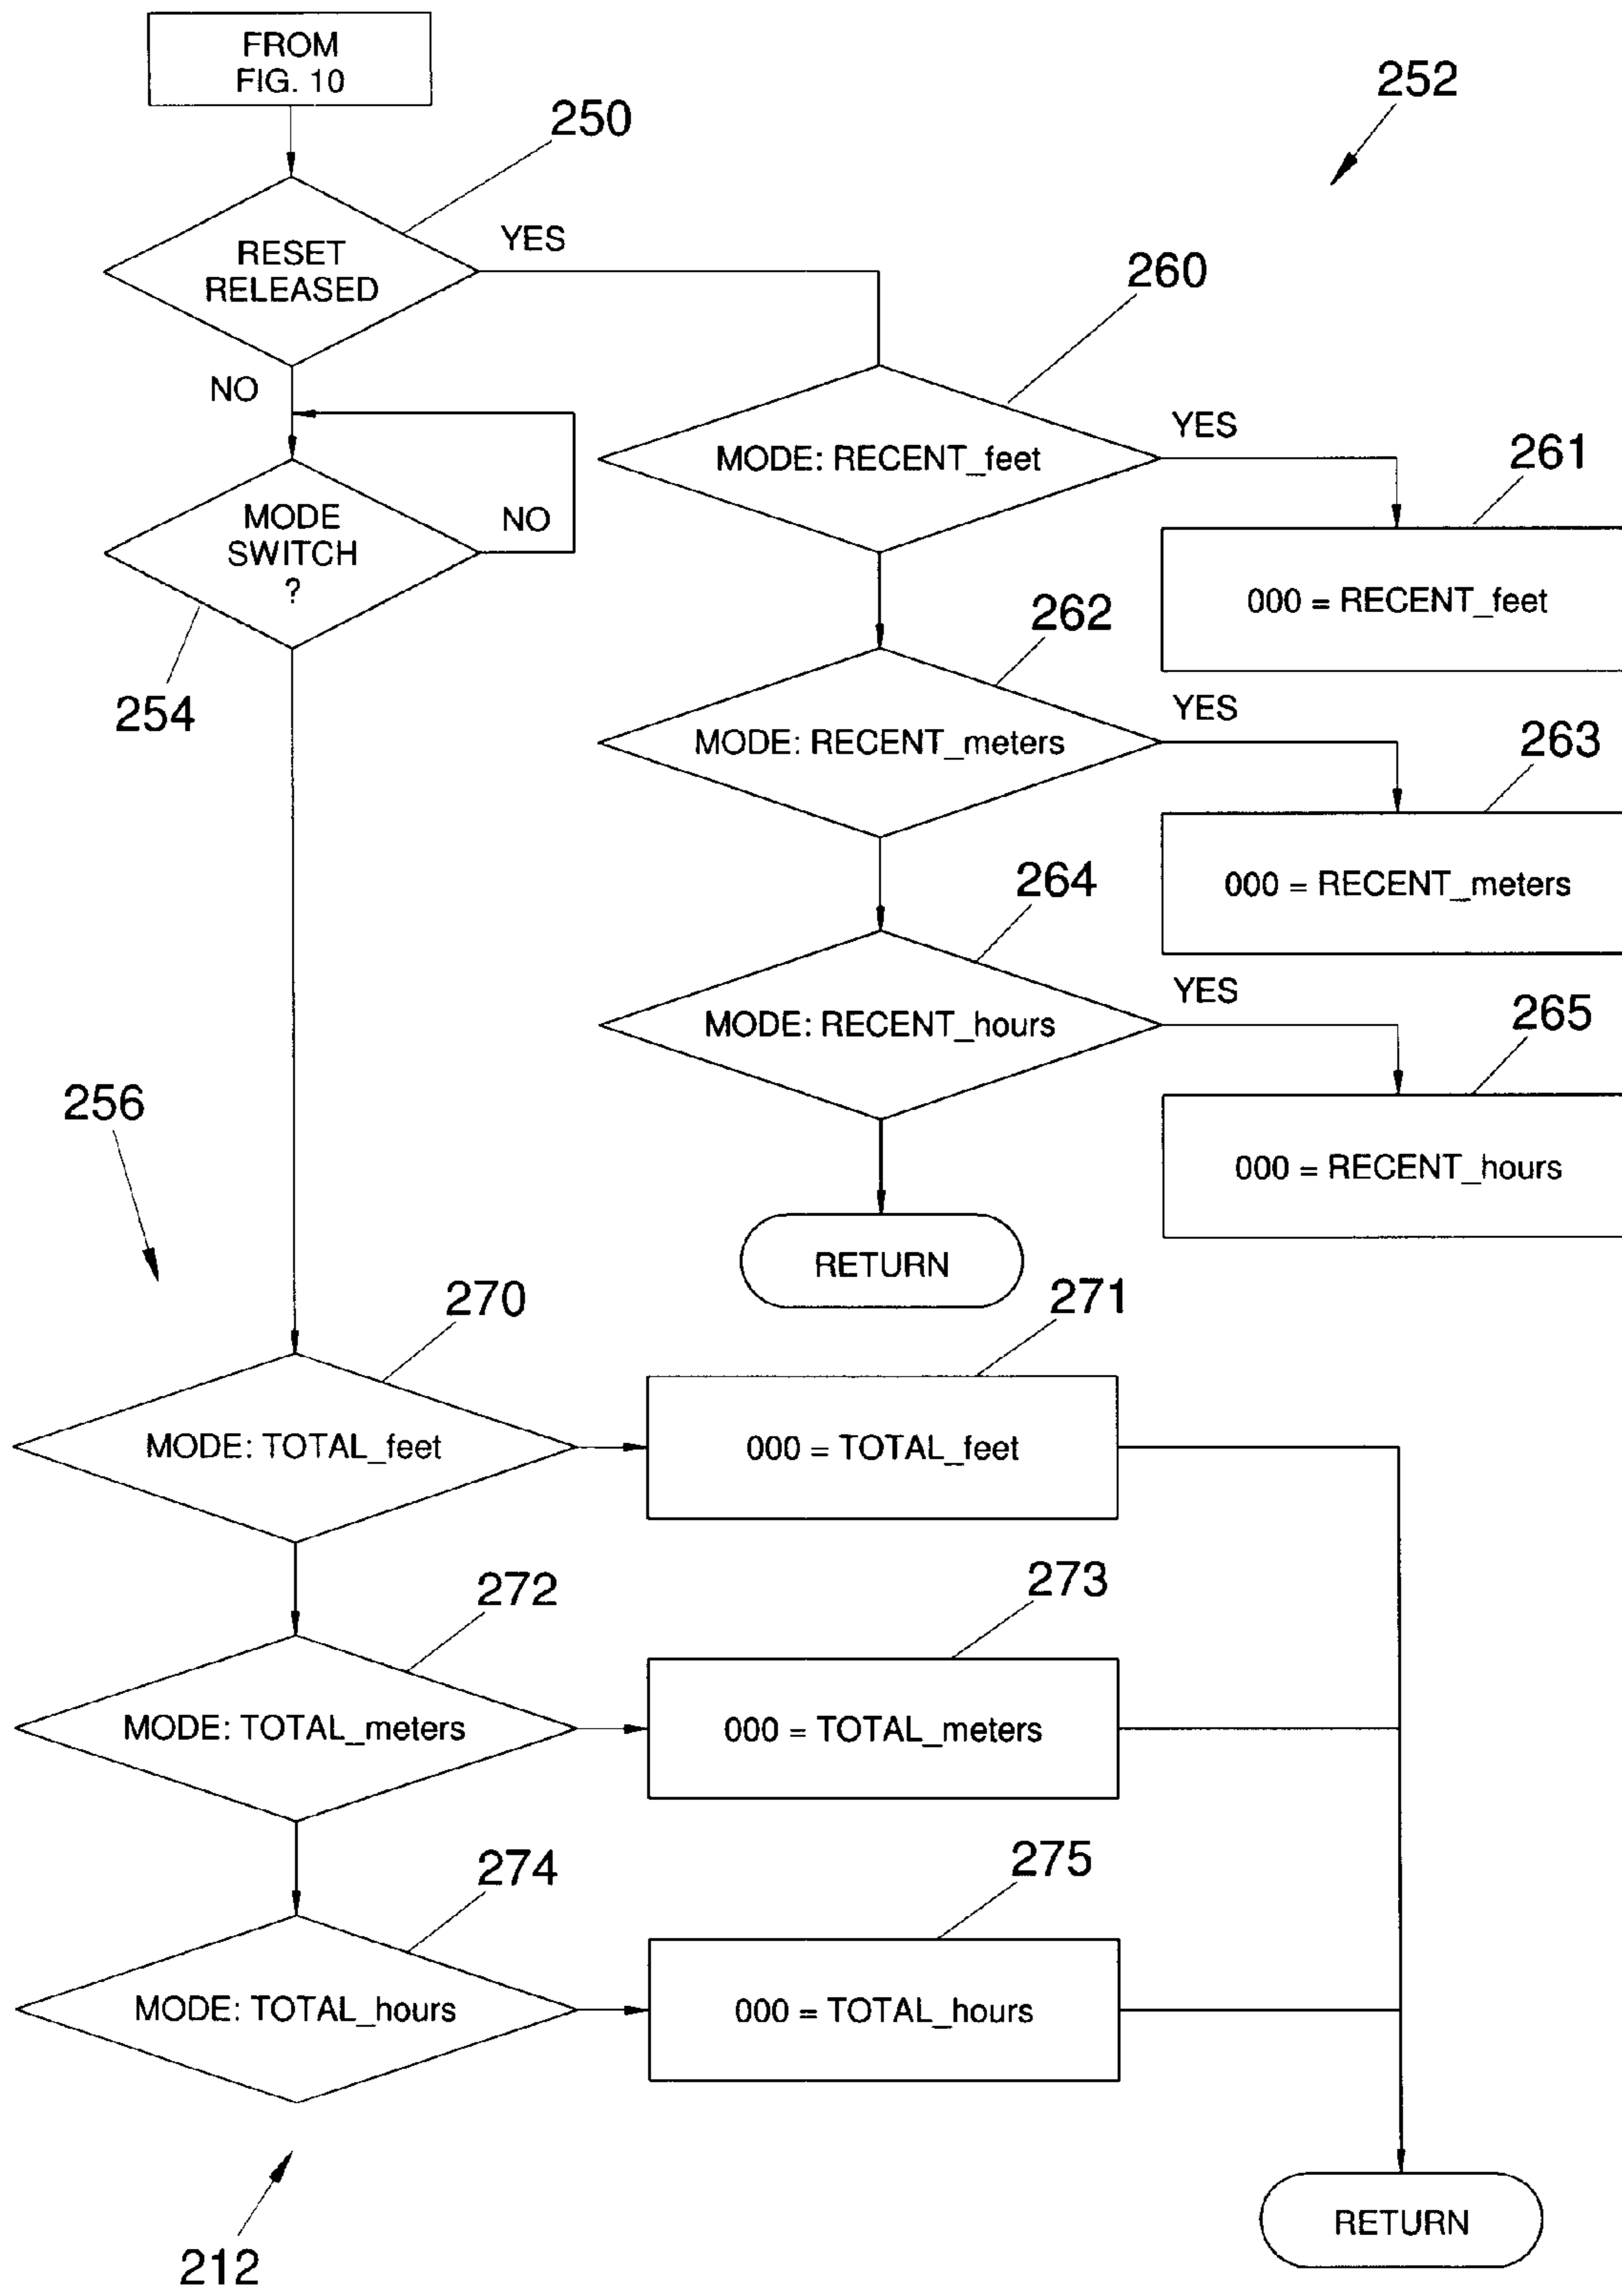 FROM
FIG. 10
252
250
RESET
RELEASED
YES
260
NO
MODE: RECENT_feet
YES
261
MODE
SWITCH
?
NO
000 = RECENT_feet
254
262
MODE: RECENT_meters
YES
263
000 = RECENT_meters
264
MODE: RECENT_hours
YES
265
000 = RECENT_hours
256
RETURN
270
271
MODE: TOTAL_feet
000 = TOTAL_feet
272
273
MODE: TOTAL_meters
000 = TOTAL_meters
274
275
MODE: TOTAL_hours
000 = TOTAL_hours
212
RETURN